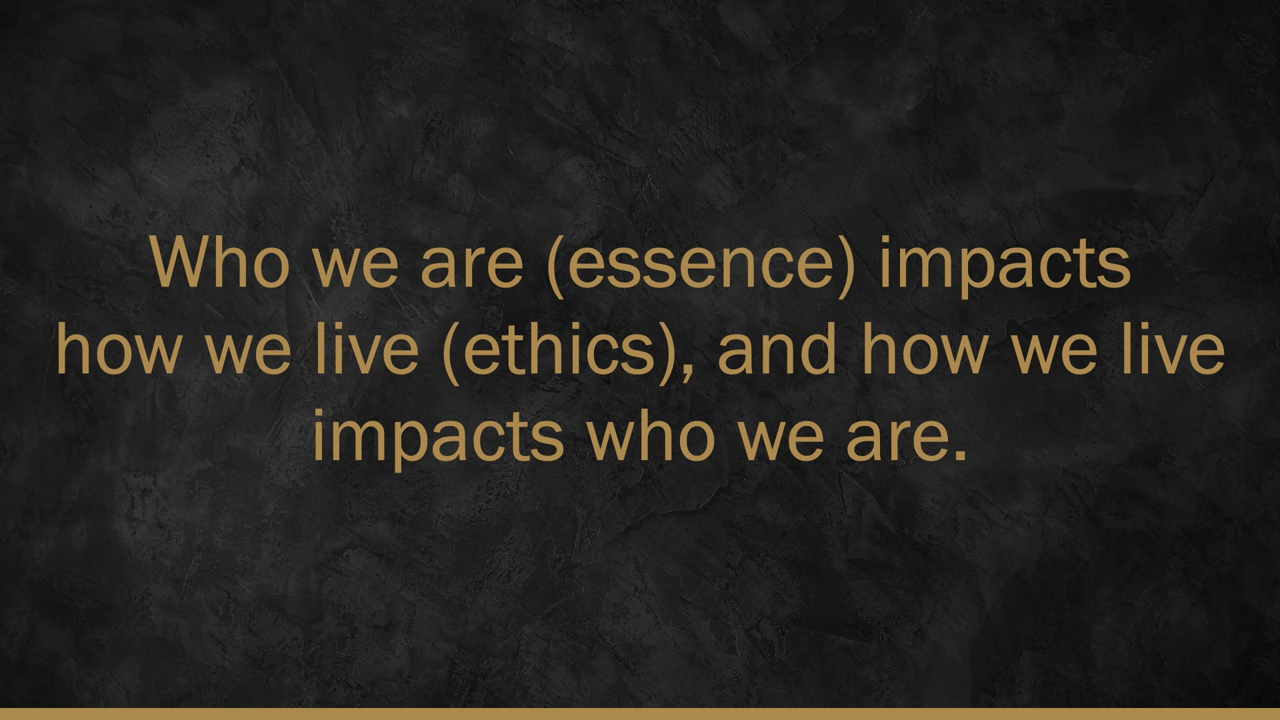 Who we are (essence) impacts
how we live (ethics), and how we live
impacts who we are.